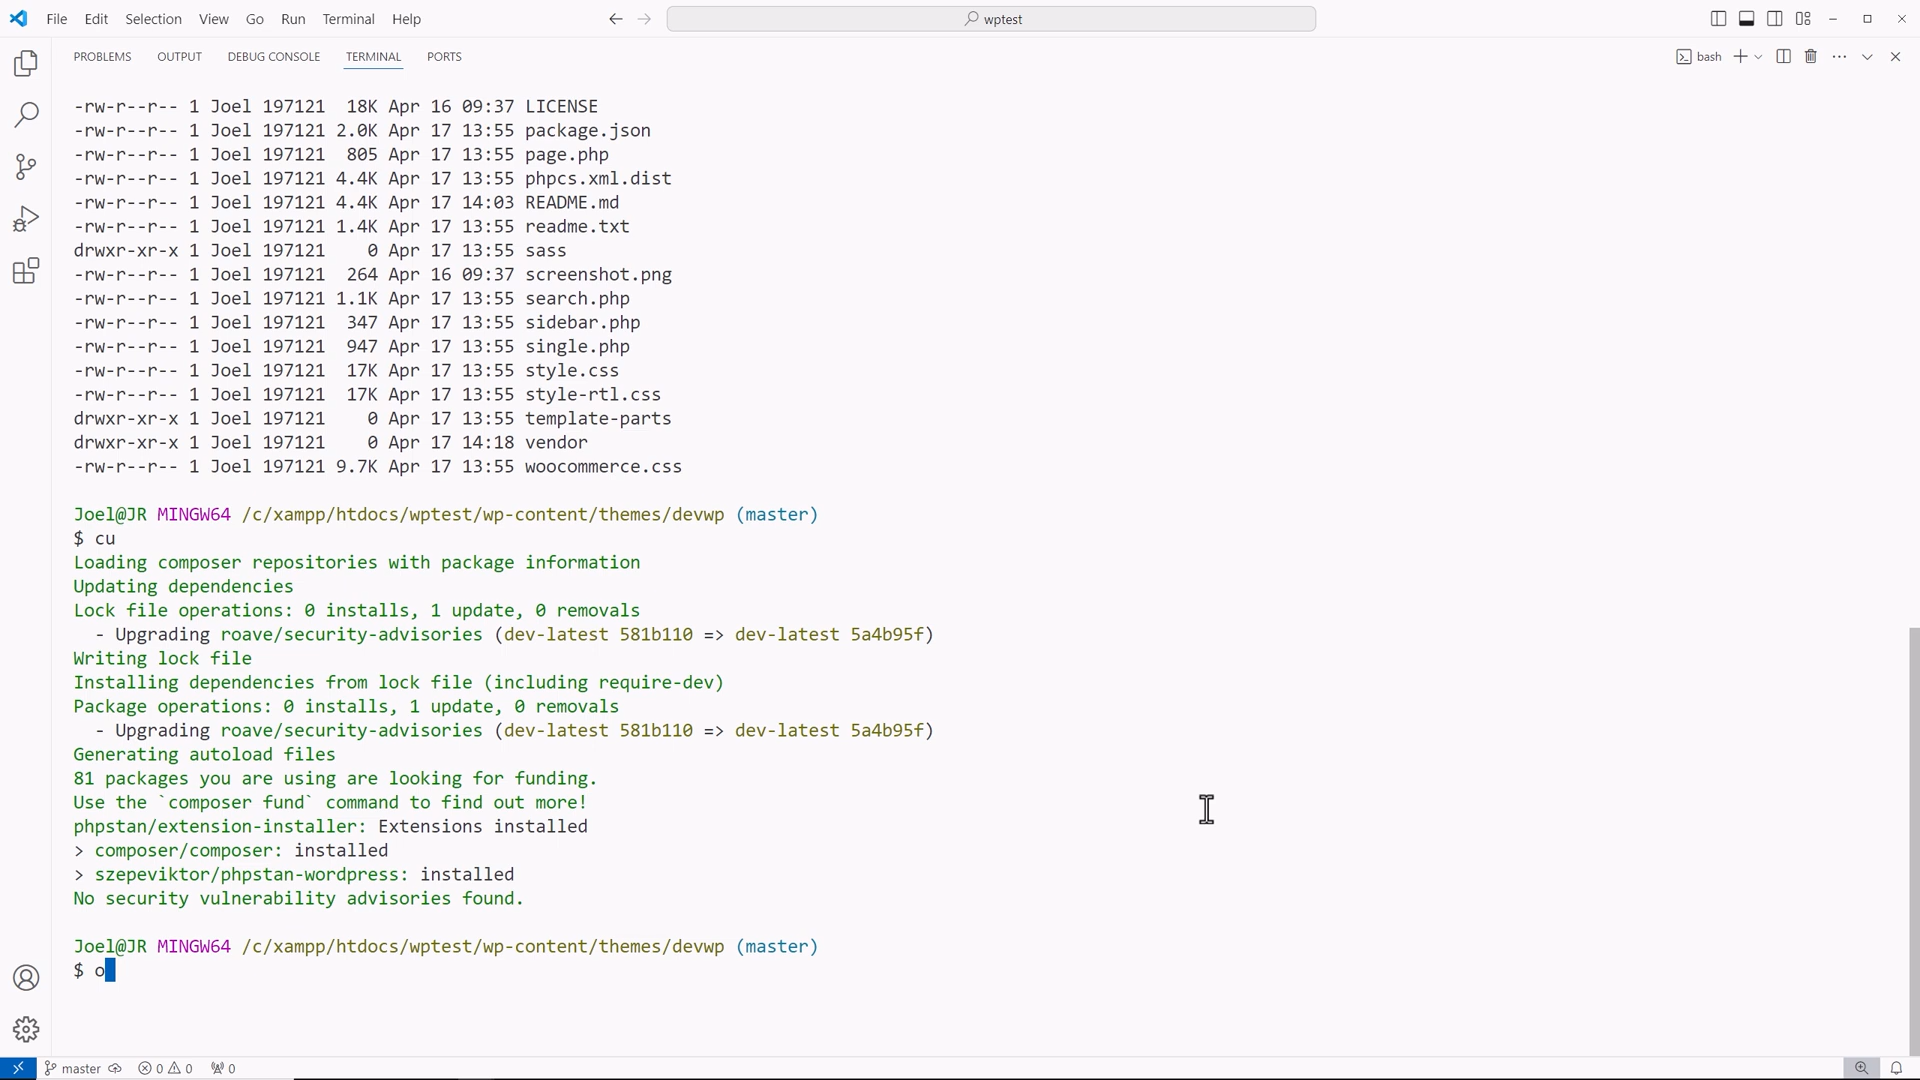 File Edit Selection View Go Run Terminal Help
wptest
PROBLEMS OUTPUT DEBUG CONSOLE TERMINAL PORTS
bash
-rw-r--r-- 1 Joel 197121  18K Apr 16 09:37 LICENSE
-rw-r--r-- 1 Joel 197121 2.0K Apr 17 13:55 package.json
-rw-r--r-- 1 Joel 197121  805 Apr 17 13:55 page.php
-rw-r--r-- 1 Joel 197121 4.4K Apr 17 13:55 phpcs.xml.dist
-rw-r--r-- 1 Joel 197121 4.4K Apr 17 14:03 README.md
-rw-r--r-- 1 Joel 197121 1.4K Apr 17 13:55 readme.txt
drwxr-xr-x 1 Joel 197121    0 Apr 17 13:55 sass
-rw-r--r-- 1 Joel 197121  264 Apr 16 09:37 screenshot.png
-rw-r--r-- 1 Joel 197121 1.1K Apr 17 13:55 search.php
-rw-r--r-- 1 Joel 197121  347 Apr 17 13:55 sidebar.php
-rw-r--r-- 1 Joel 197121  947 Apr 17 13:55 single.php
-rw-r--r-- 1 Joel 197121  17K Apr 17 13:55 style.css
-rw-r--r-- 1 Joel 197121  17K Apr 17 13:55 style-rtl.css
drwxr-xr-x 1 Joel 197121    0 Apr 17 13:55 template-parts
drwxr-xr-x 1 Joel 197121    0 Apr 17 14:18 vendor
-rw-r--r-- 1 Joel 197121 9.7K Apr 17 13:55 woocommerce.css
Joel@JR MINGW64 /c/xampp/htdocs/wptest/wp-content/themes/devwp (master)
$ cu
Loading composer repositories with package information
Updating dependencies
Lock file operations: 0 installs, 1 update, 0 removals
  - Upgrading roave/security-advisories (dev-latest 581b110 => dev-latest 5a4b95f)
Writing lock file
Installing dependencies from lock file (including require-dev)
Package operations: 0 installs, 1 update, 0 removals
  - Upgrading roave/security-advisories (dev-latest 581b110 => dev-latest 5a4b95f)
Generating autoload files
81 packages you are using are looking for funding.
Use the `composer fund` command to find out more!
phpstan/extension-installer: Extensions installed
> composer/composer: installed
> szepeviktor/phpstan-wordpress: installed
No security vulnerability advisories found.
Joel@JR MINGW64 /c/xampp/htdocs/wptest/wp-content/themes/devwp (master)
$ o
master 0 0 0